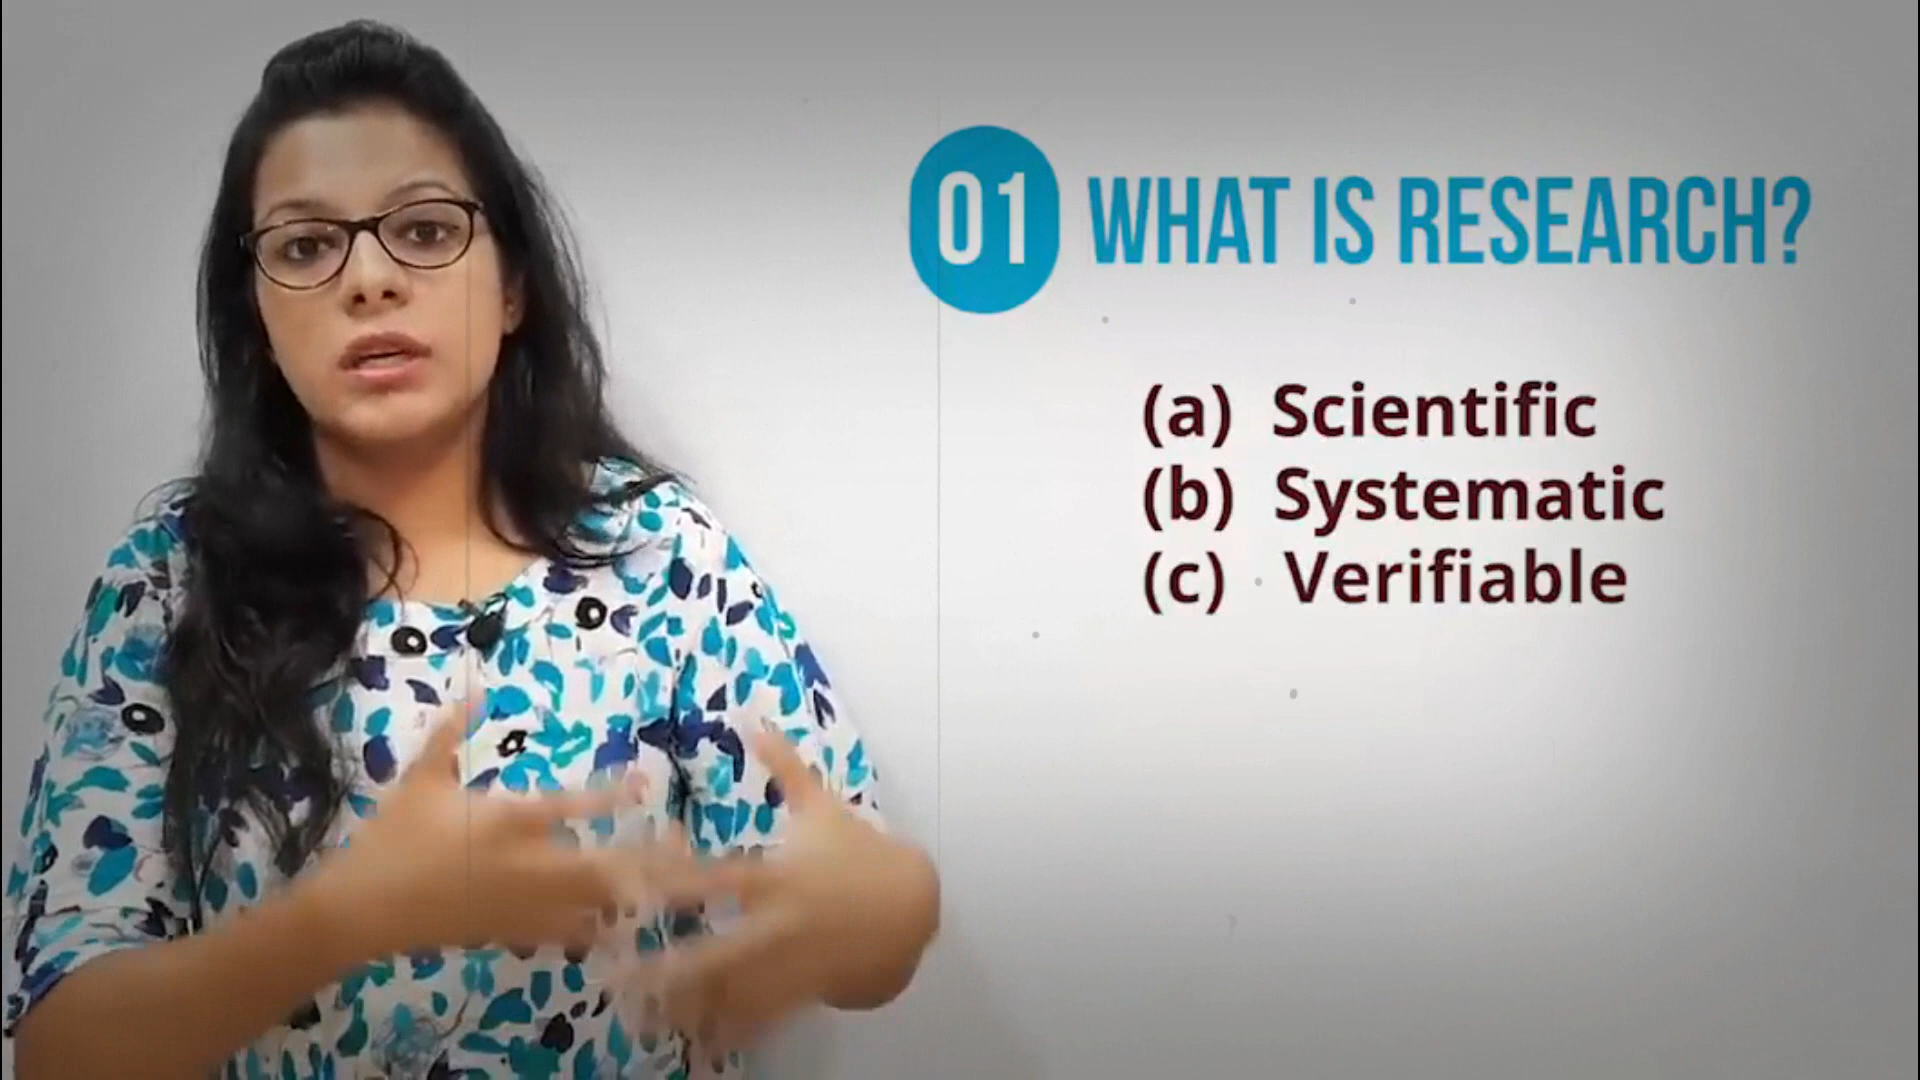 01 WHAT IS RESEARCH?
(a) Scientific
(b) Systematic
(c) Verifiable